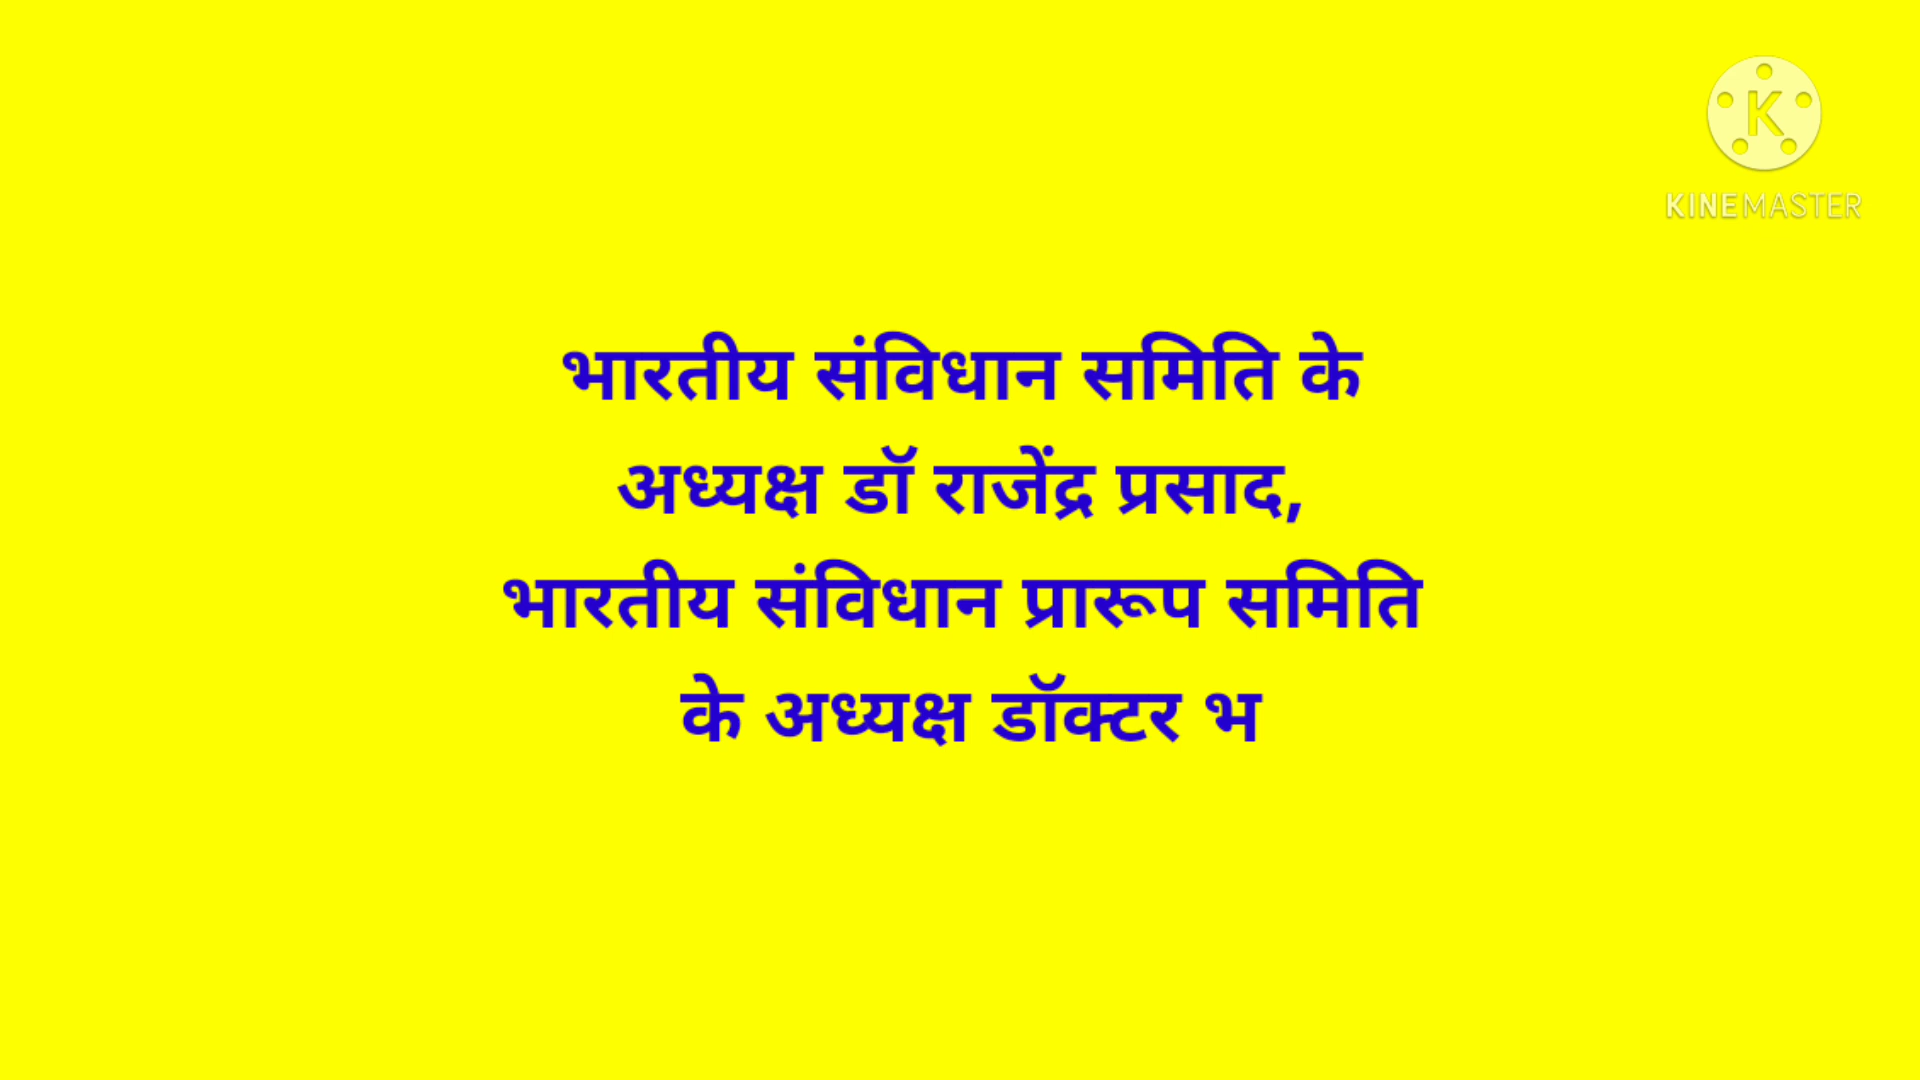 KINEMASTER
भारतीय संविधान समिति के
अध्यक्ष डॉ राजेंद्र प्रसाद,
भारतीय संविधान प्रारूप समिति
के अध्यक्ष डॉक्टर भ